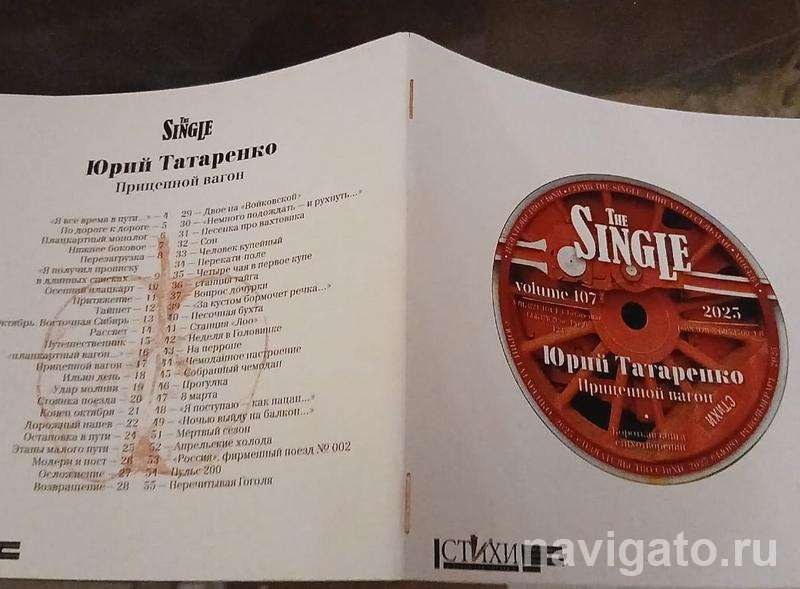 THE
SINGLE
Юрий Татаренко
Прицепной вагон
«Я всё время в пути...» — 4
По дороге к дороге — 5
Плацкартный монолог — 6
Нижнее боковое — 7
Перезагрузка — 8
«Я получил прописку
в длинных списках
Осенний плацкарт — 10
Притяжение — 11
Тайшет — 12
Октябрь. Восточная Сибирь — 13
Рассвет — 14
Путешественник — 15
«плацкартный вагон...» — 16
Прицепной вагон — 17
Ильин день — 18
Удар молнии — 19
Стоянка поезда — 20
Конец октября — 21
Дорожный напев — 22
Остановка в пути — 24
Этапы малого пути — 25
Модерн и пост — 26
Осложнение — 27
Возвращение — 28
29 — Двое на «Войковской»
30 — «Немного подождать — и рухнуть...»
31 — Песенка про вахтовика
32 — Сон
33 — Человек купейный
34 — Перекати-поле
35 — Четыре чая в первое купе
36 — станция тайга
37 — Вопрос дочурки
39 — «За кустом бормочет речка...»
40 — Песочная бухта
41 — Станция «Лоо»
42 — Неделя в Головинке
43 — На перроне
44 — Чемоданное настроение
45 — Собранный чемодан
46 — Прогулка
47 — 8 марта
48 — «Я поступаю — как пацан...»
49 — «Ночью выйду на балкон...»
51 — Мёртвый сезон
52 — Апрельские холода
53 — «Россия», фирменный поезд № 002
54 — Пульс 200
55 — Перечитывая Гоголя
THE
SINGLE
volume 107
2025
Юрий Татаренко
Прицепной вагон
СТИХИ
Хорошая книга
стихотворений
СТИХИ
navigato.ru